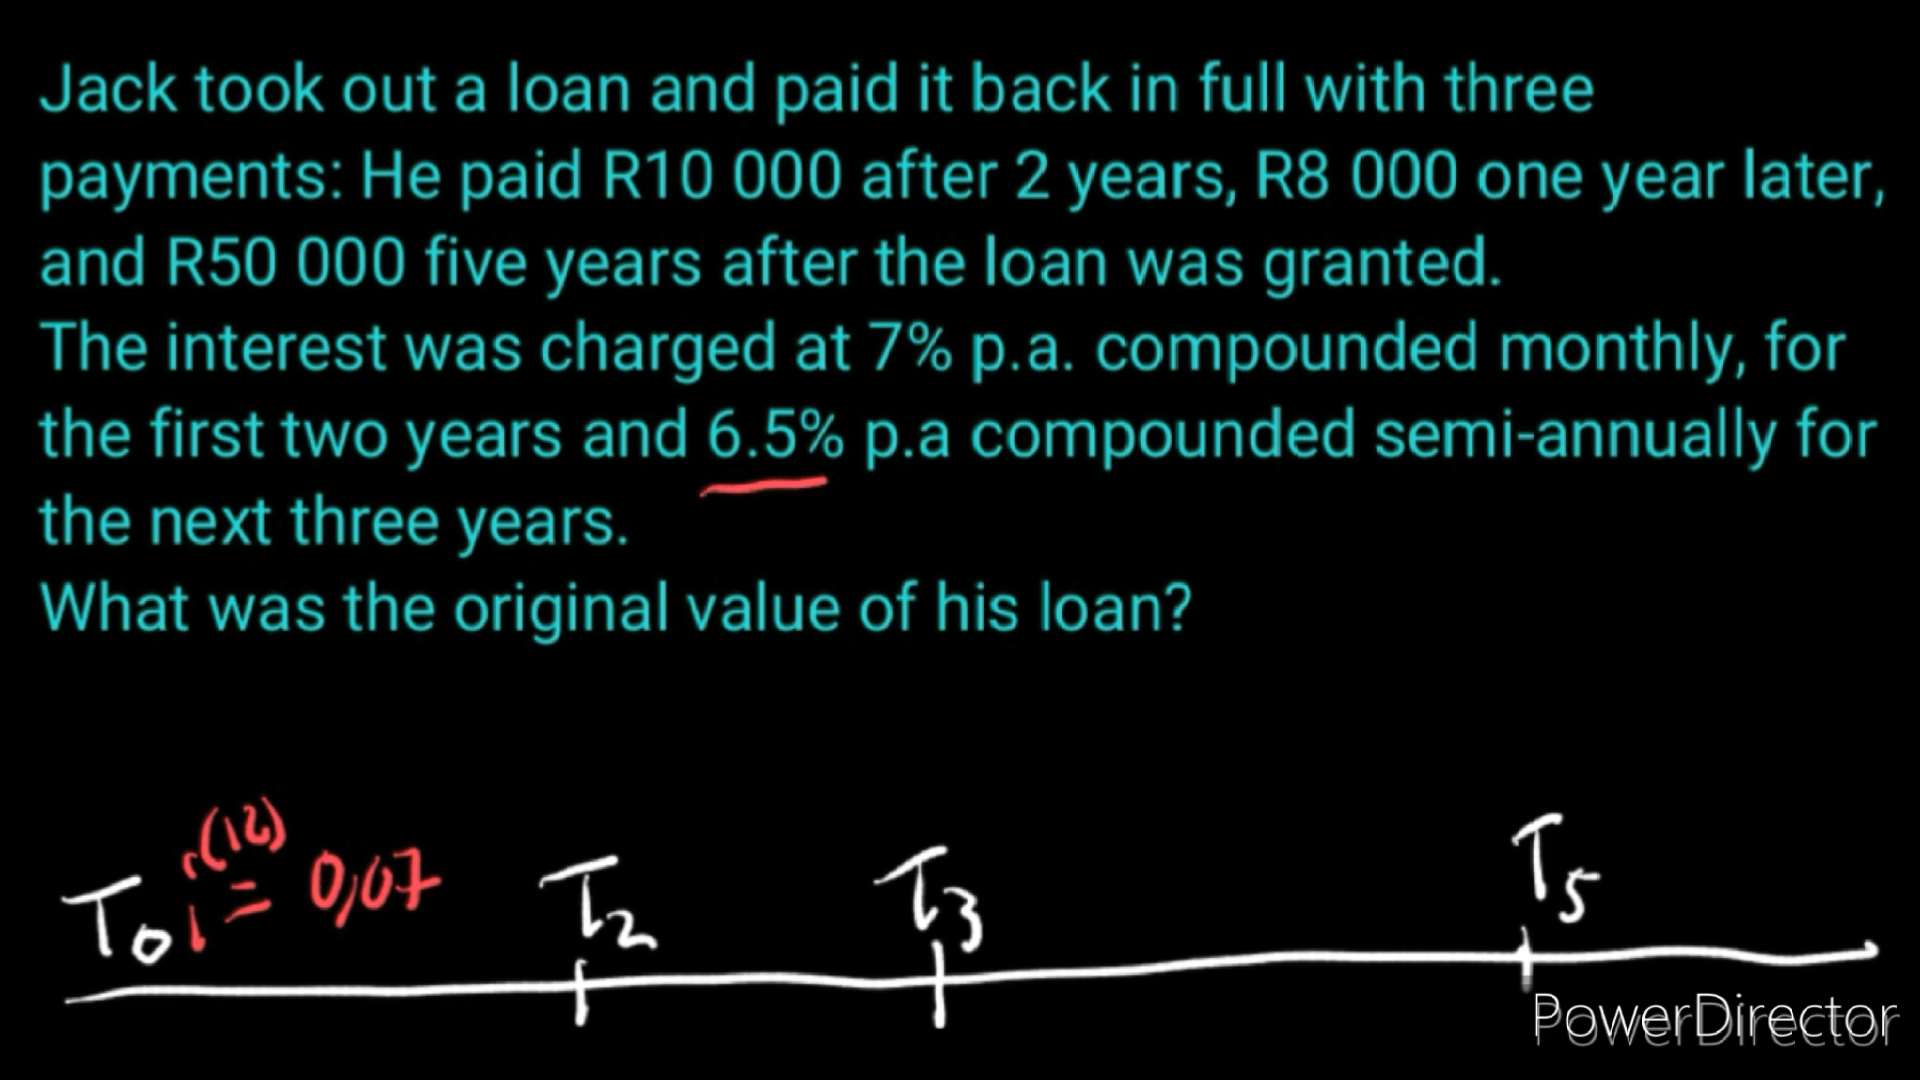 Jack took out a loan and paid it back in full with three
payments: He paid R10 000 after 2 years, R8 000 one year later,
and R50 000 five years after the loan was granted.
The interest was charged at 7% p.a. compounded monthly, for
the first two years and 6.5% p.a compounded semi-annually for
the next three years.
What was the original value of his loan?
T0 i(12) = 0,07 T2 T3 T5
PowerDirector